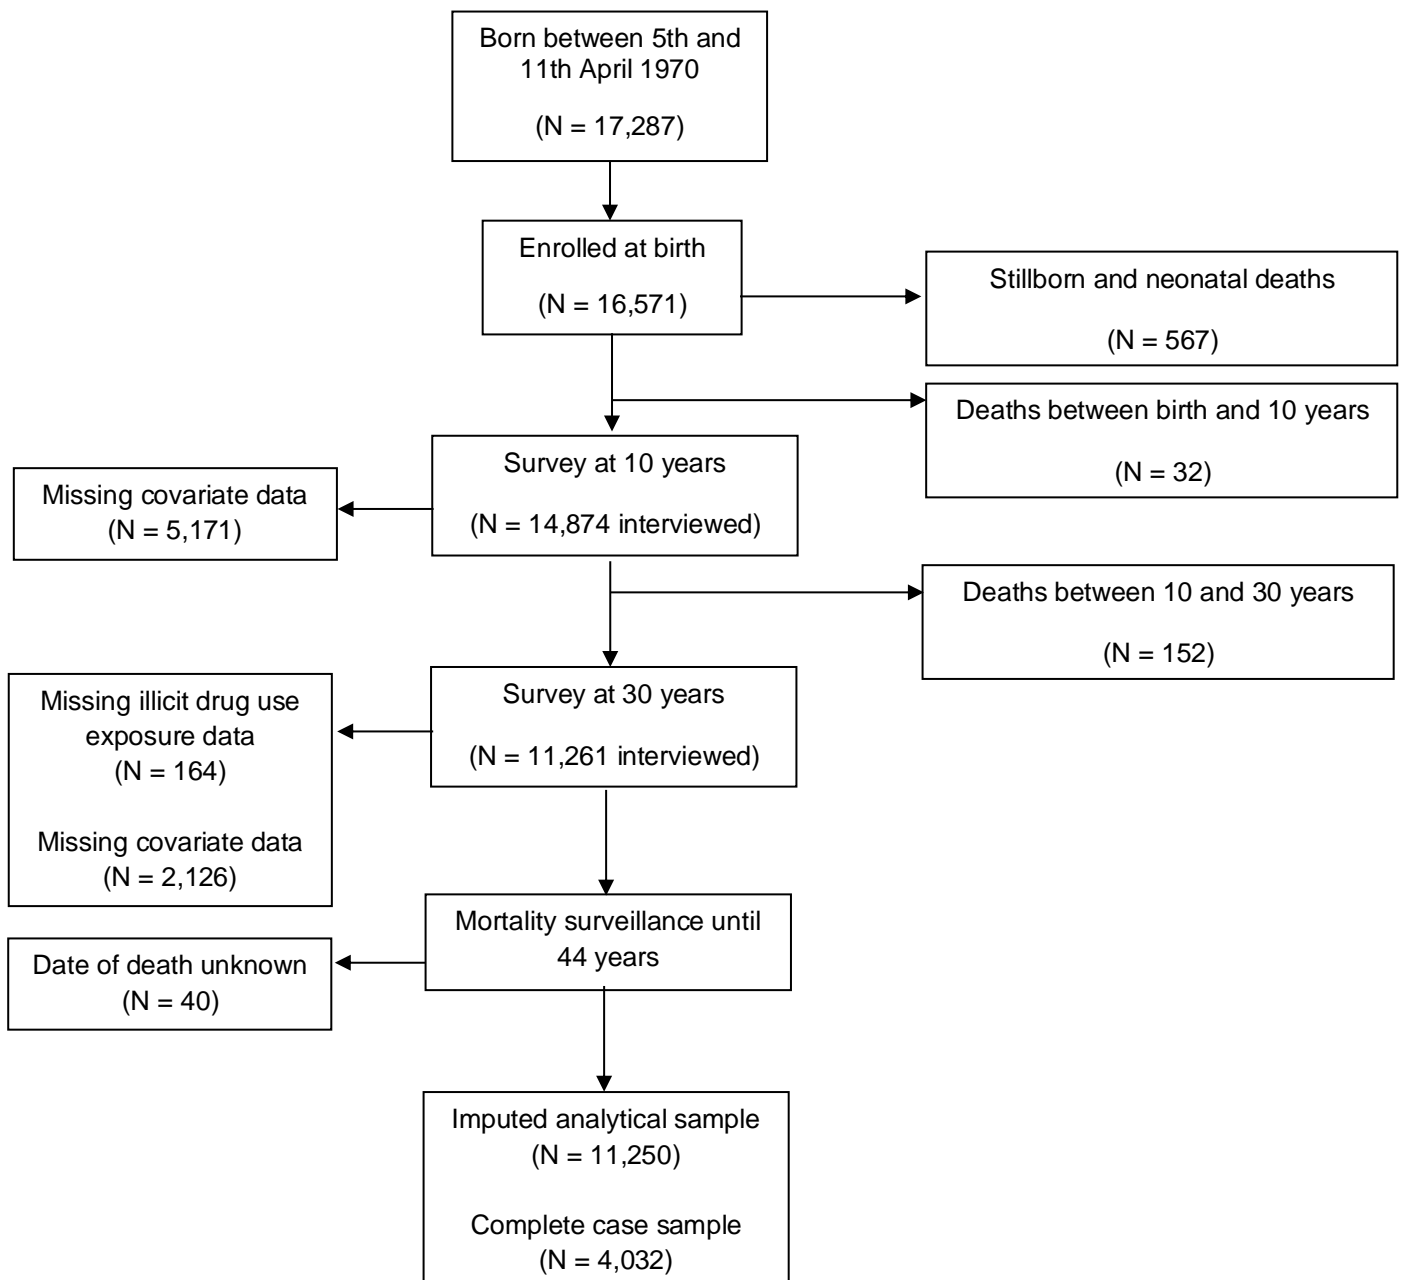 Born between 5th and
11th April 1970
(N = 17,287)
Enrolled at birth
(N = 16,571)
Stillborn and neonatal deaths
(N = 567)
Deaths between birth and 10 years
(N = 32)
Survey at 10 years
(N = 14,874 interviewed)
Missing covariate data
(N = 5,171)
Deaths between 10 and 30 years
(N = 152)
Survey at 30 years
(N = 11,261 interviewed)
Missing illicit drug use
exposure data
(N = 164)
Missing covariate data
(N = 2,126)
Mortality surveillance until
44 years
Date of death unknown
(N = 40)
Imputed analytical sample
(N = 11,250)
Complete case sample
(N = 4,032)